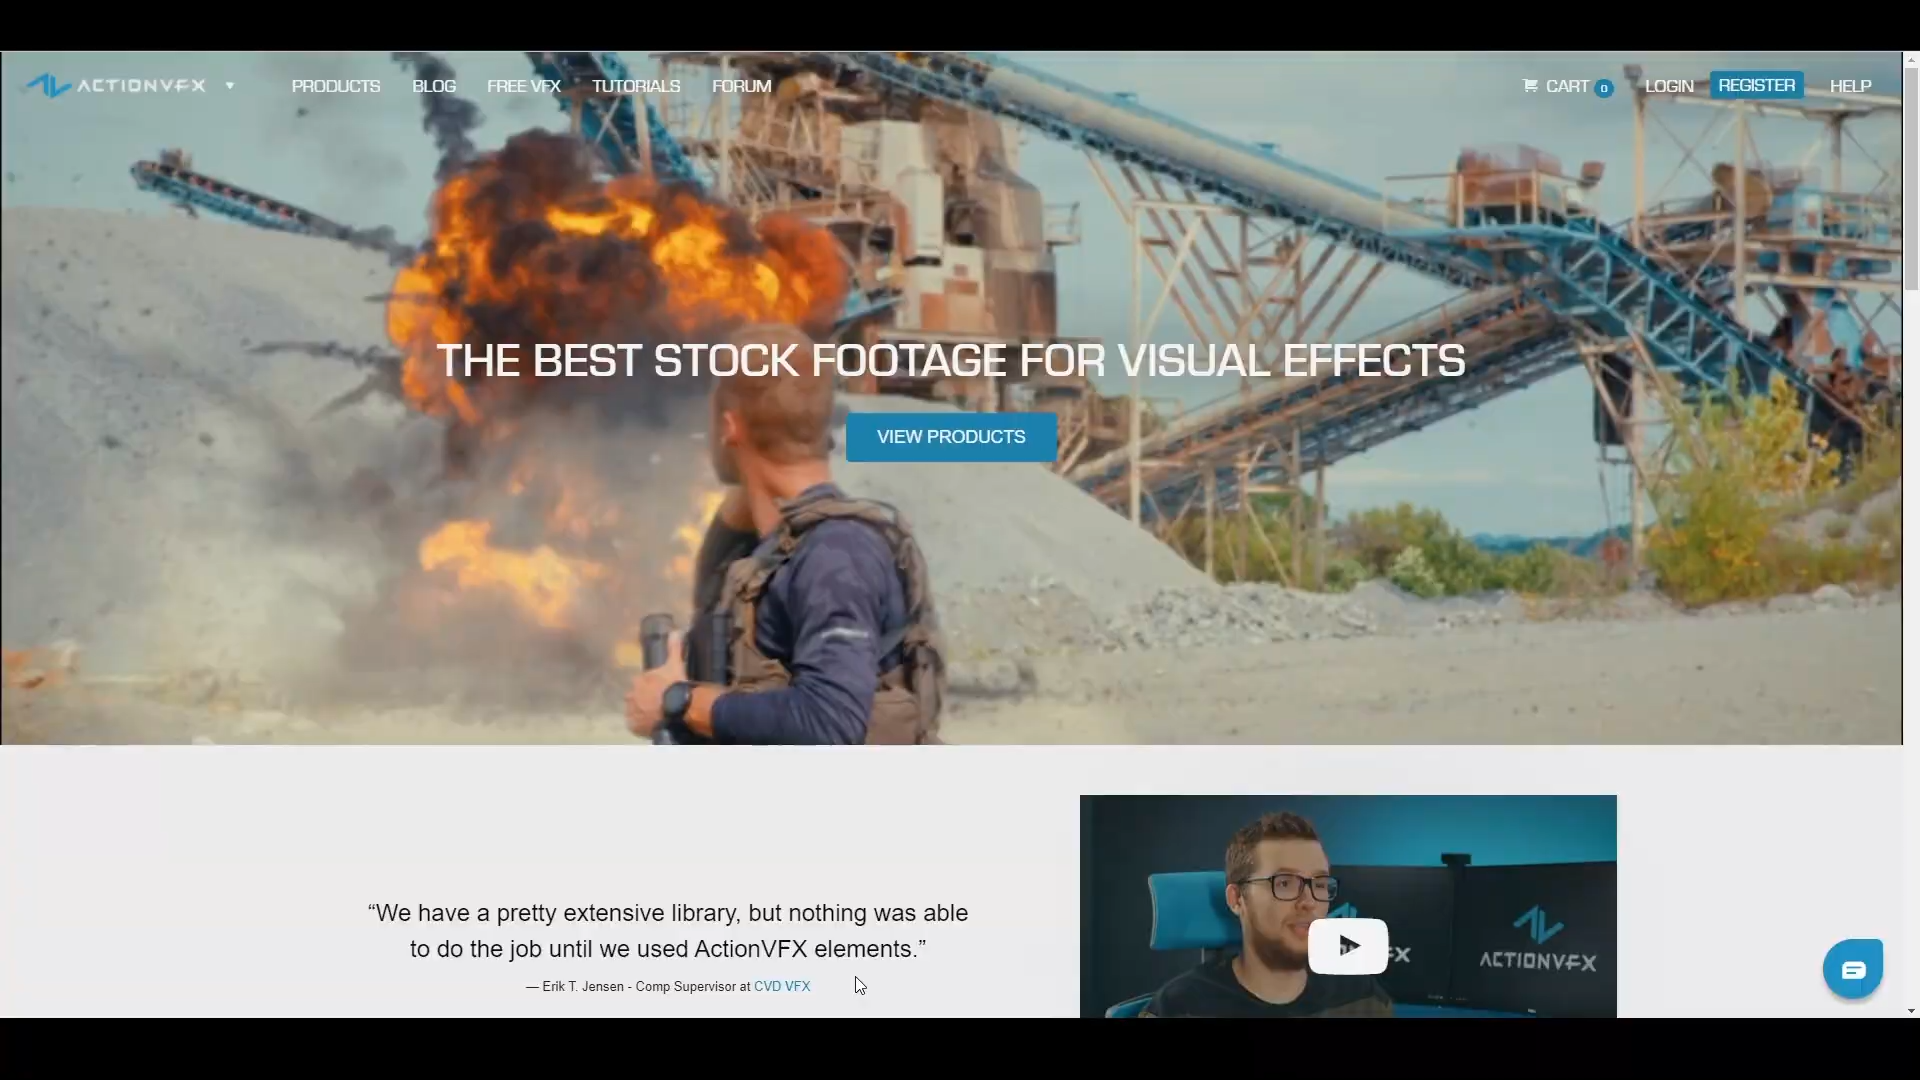 ACTIONVFX
PRODUCTS
BLOG
FREE VFX
TUTORIALS
FORUM
CART 0
LOGIN
REGISTER
HELP
THE BEST STOCK FOOTAGE FOR VISUAL EFFECTS
VIEW PRODUCTS
“We have a pretty extensive library, but nothing was able
to do the job until we used ActionVFX elements.”
— Erik T. Jensen - Comp Supervisor at CVD VFX
ACTIONVFX